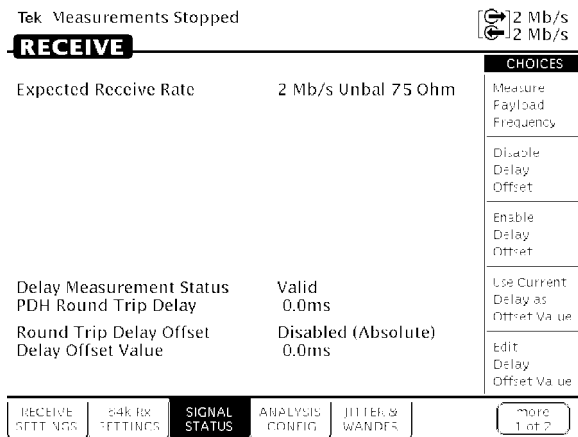 Tek Measurements Stopped
2 Mb/s
2 Mb/s
RECEIVE
CHOICES
Expected Receive Rate 2 Mb/s Unbal 75 Ohm
Measure
Payload
Frequency
Disable
Delay
Offset
Enable
Delay
Offset
Delay Measurement Status Valid
PDH Round Trip Delay 0.0ms
Use Current
Delay as
Offset Value
Round Trip Delay Offset Disabled (Absolute)
Delay Offset Value 0.0ms
Edit
Delay
Offset Value
RECEIVE
SETTINGS
64k Rx
SETTINGS
SIGNAL
STATUS
ANALYSIS
CONFIG
JITTER &
WANDER
more
1 of 2